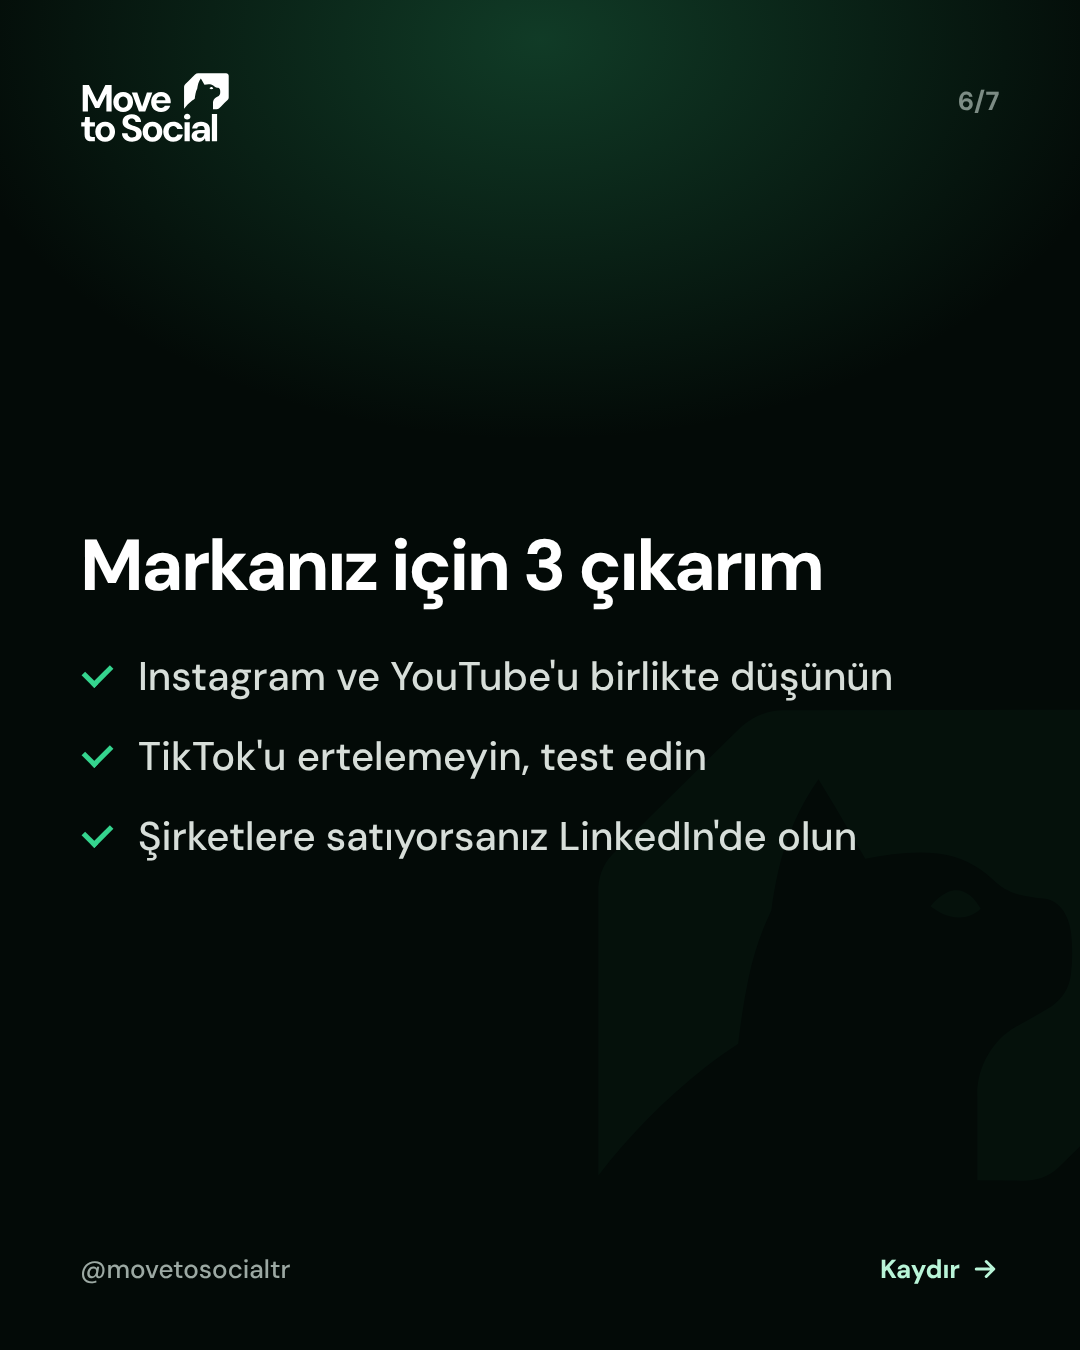 Move
to Social
6/7
Markanız için 3 çıkarım
Instagram ve YouTube'u birlikte düşünün
TikTok'u ertelemeyin, test edin
Şirketlere satıyorsanız LinkedIn'de olun
@movetosocialtr
Kaydır →